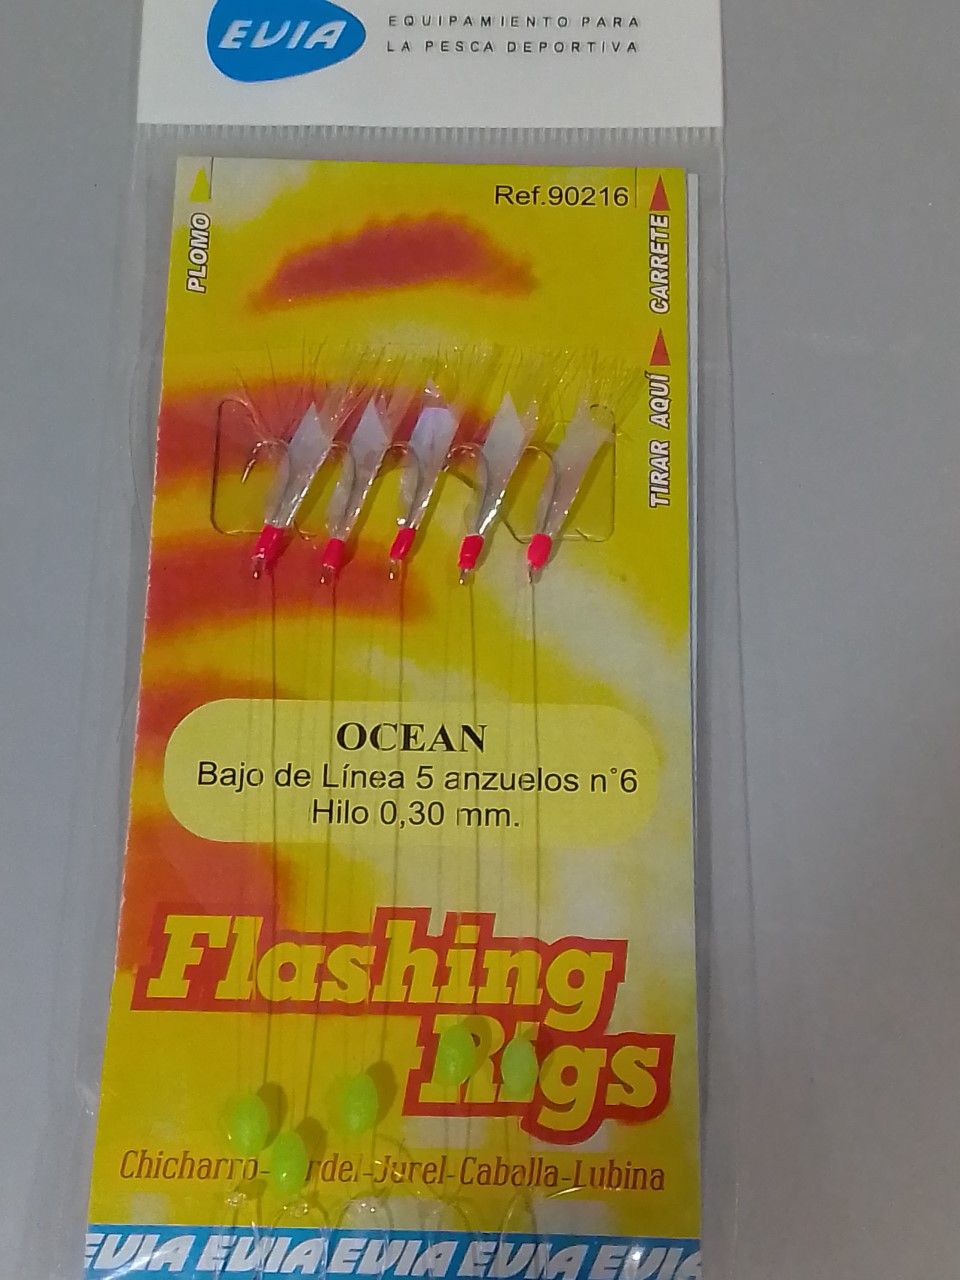 EVIA
EQUIPAMIENTO PARA
LA PESCA DEPORTIVA
PLOMO
Ref.90216
CARRETE
TIRAR AQUÍ
OCEAN
Bajo de Línea 5 anzuelos n°6
Hilo 0,30 mm.
Flashing
Rigs
Chicharro- rdel-Jurel-Caballa-Lubina
EVIA EVIA EVIA EVIA EVIA